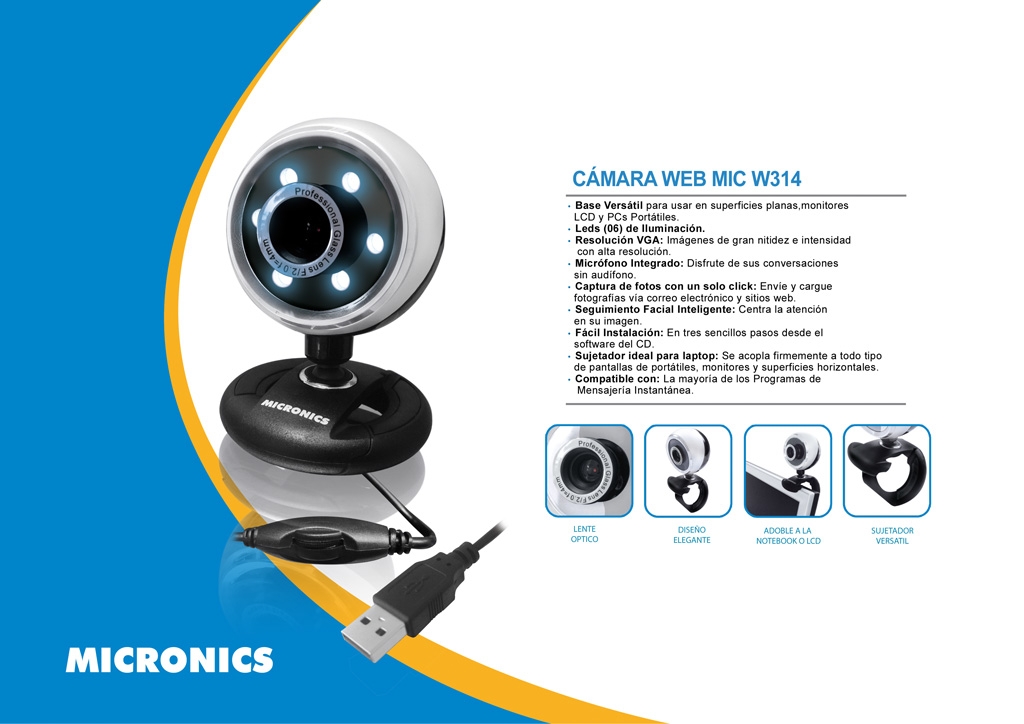 CÁMARA WEB MIC W314
• Base Versátil para usar en superficies planas,monitores
LCD y PCs Portátiles.
• Leds (06) de Iluminación.
• Resolución VGA: Imágenes de gran nitidez e intensidad
con alta resolución.
• Micrófono Integrado: Disfrute de sus conversaciones
sin audífono.
• Captura de fotos con un solo click: Envíe y cargue
fotografías vía correo electrónico y sitios web.
• Seguimiento Facial Inteligente: Centra la atención
en su imagen.
• Fácil Instalación: En tres sencillos pasos desde el
software del CD.
• Sujetador ideal para laptop: Se acopla firmemente a todo tipo
de pantallas de portátiles, monitores y superficies horizontales.
• Compatible con: La mayoría de los Programas de
Mensajería Instantánea.
Professional Glass Lens F/2.0 f=4mm
MICRONICS
Professional Glass Lens F/2.0 f=4mm
LENTE
OPTICO
DISEÑO
ELEGANTE
ADOBLE A LA
NOTEBOOK O LCD
SUJETADOR
VERSATIL
MICRONICS